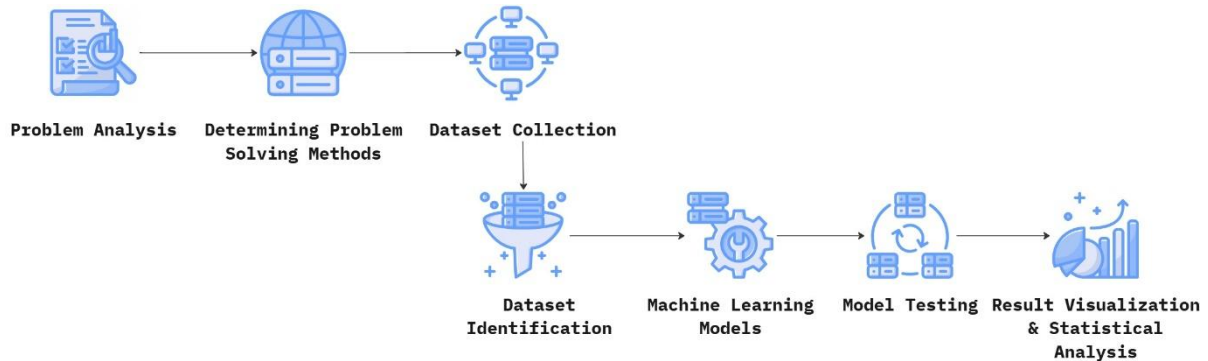 Problem Analysis
Determining Problem
Solving Methods
Dataset Collection
Dataset
Identification
Machine Learning
Models
Model Testing
Result Visualization
& Statistical
Analysis